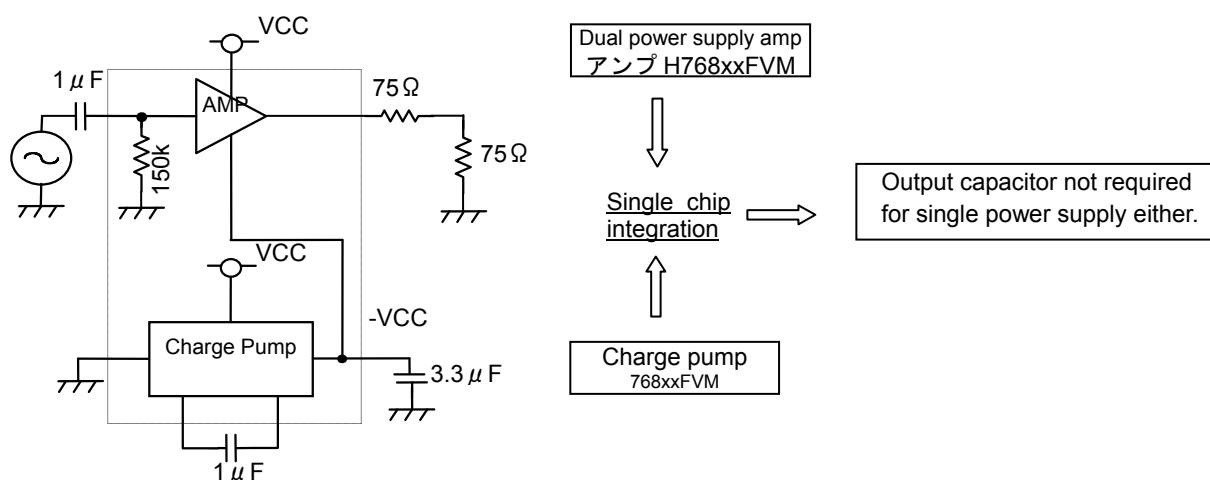 VCC
1μF
AMP
150k
75Ω
75Ω
VCC
-VCC
Charge Pump
3.3μF
1μF
Dual power supply amp
アンプ H768xxFVM
Single chip
integration
Charge pump
768xxFVM
Output capacitor not required
for single power supply either.